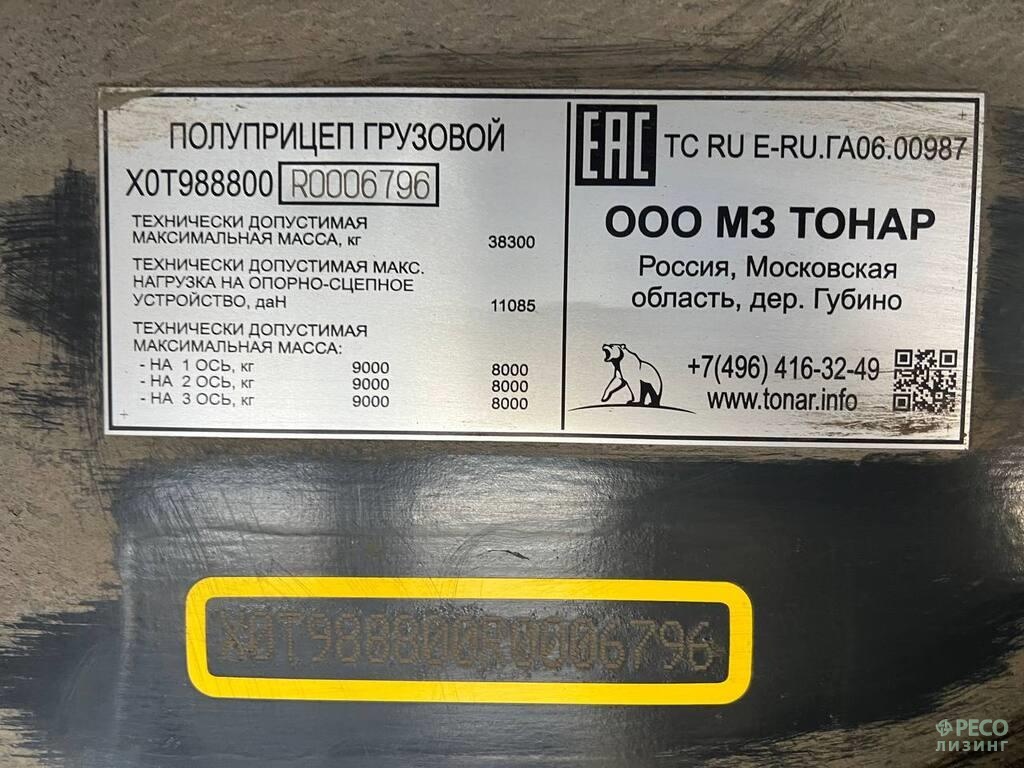 ПОЛУПРИЦЕП ГРУЗОВОЙ
X0T988800 R0006796
ТЕХНИЧЕСКИ ДОПУСТИМАЯ
МАКСИМАЛЬНАЯ МАССА, кг 38300
ТЕХНИЧЕСКИ ДОПУСТИМАЯ МАКС.
НАГРУЗКА НА ОПОРНО-СЦЕПНОЕ
УСТРОЙСТВО, даН 11085
ТЕХНИЧЕСКИ ДОПУСТИМАЯ
МАКСИМАЛЬНАЯ МАССА:
- НА 1 ОСЬ, кг 9000 8000
- НА 2 ОСЬ, кг 9000 8000
- НА 3 ОСЬ, кг 9000 8000
EAC TC RU E-RU.ГА06.00987
ООО МЗ ТОНАР
Россия, Московская
область, дер. Губино
+7(496) 416-32-49
www.tonar.info
X0T988800R0006796
РЕСО
ЛИЗИНГ